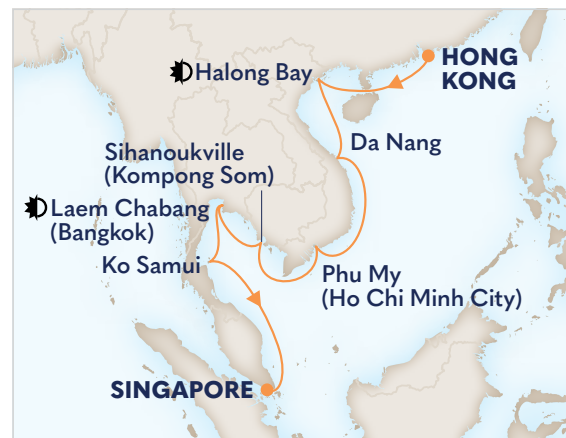 HONG
KONG
Halong Bay
Da Nang
Sihanoukville
(Kompong Som)
Laem Chabang
(Bangkok)
Ko Samui
Phu My
(Ho Chi Minh City)
SINGAPORE